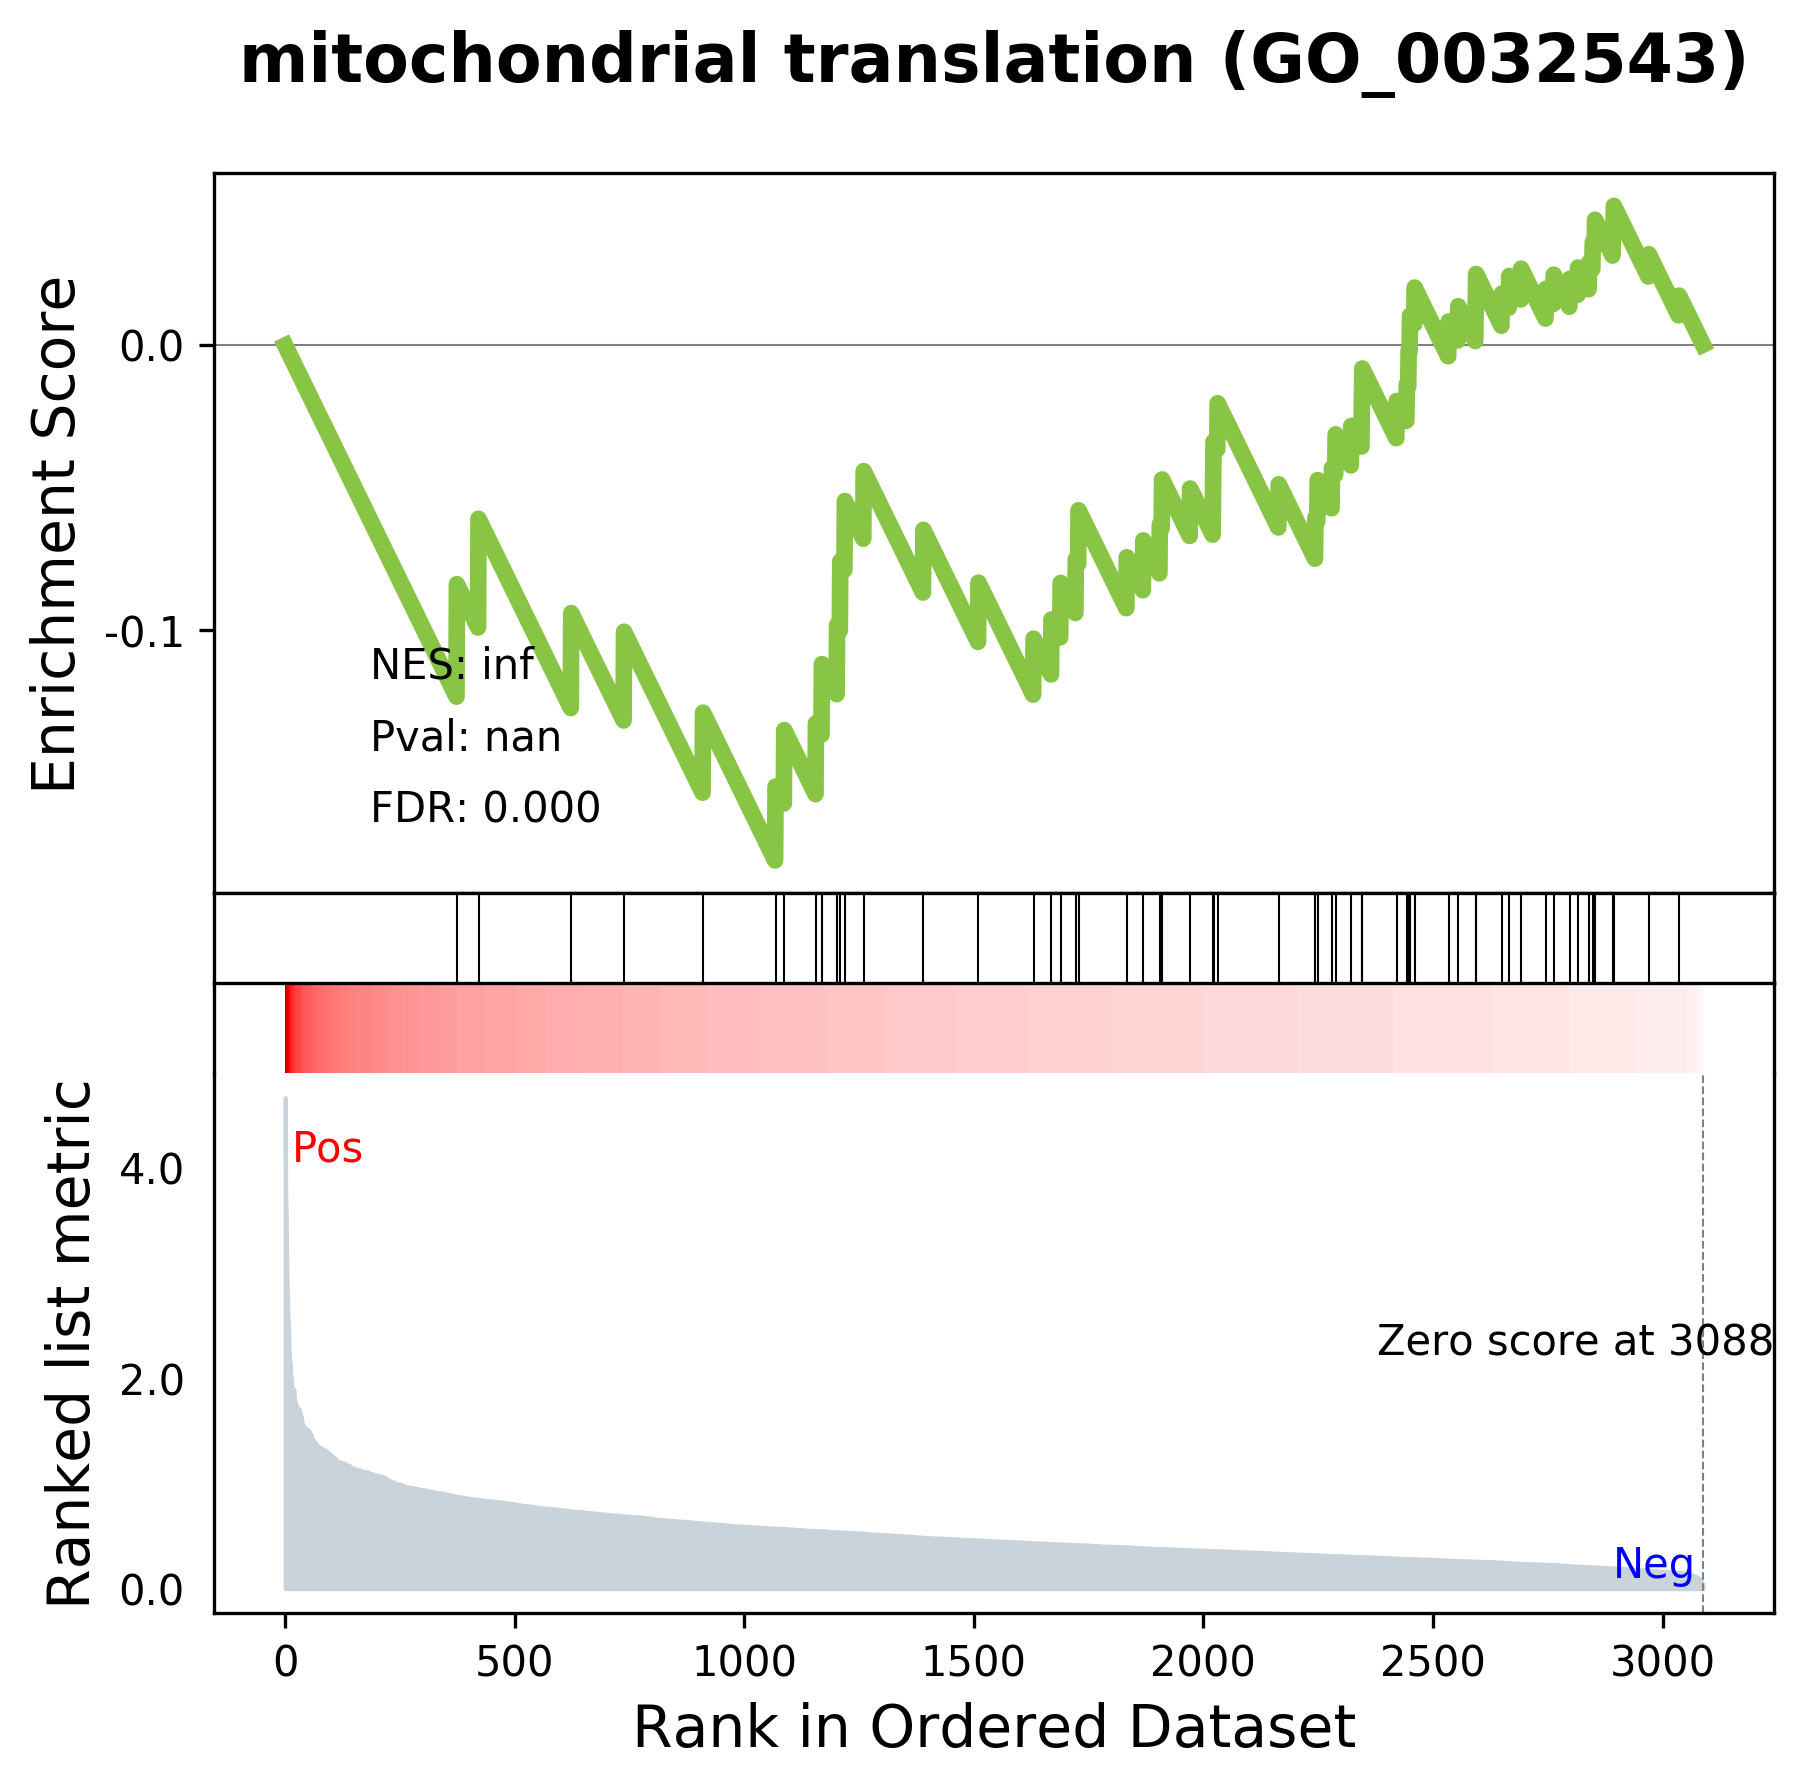 mitochondrial translation (GO_0032543)
Enrichment Score
0.0
-0.1
NES: inf
Pval: nan
FDR: 0.000
Ranked list metric
4.0
2.0
0.0
Pos
Zero score at 3088
Neg
0 500 1000 1500 2000 2500 3000
Rank in Ordered Dataset